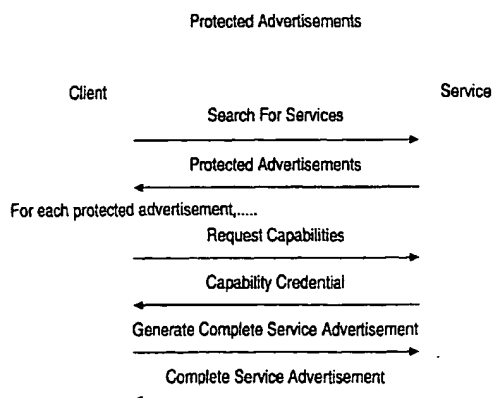 Protected Advertisements
Client
Service
Search For Services
Protected Advertisements
For each protected advertisement,.....
Request Capabilities
Capability Credential
Generate Complete Service Advertisement
Complete Service Advertisement